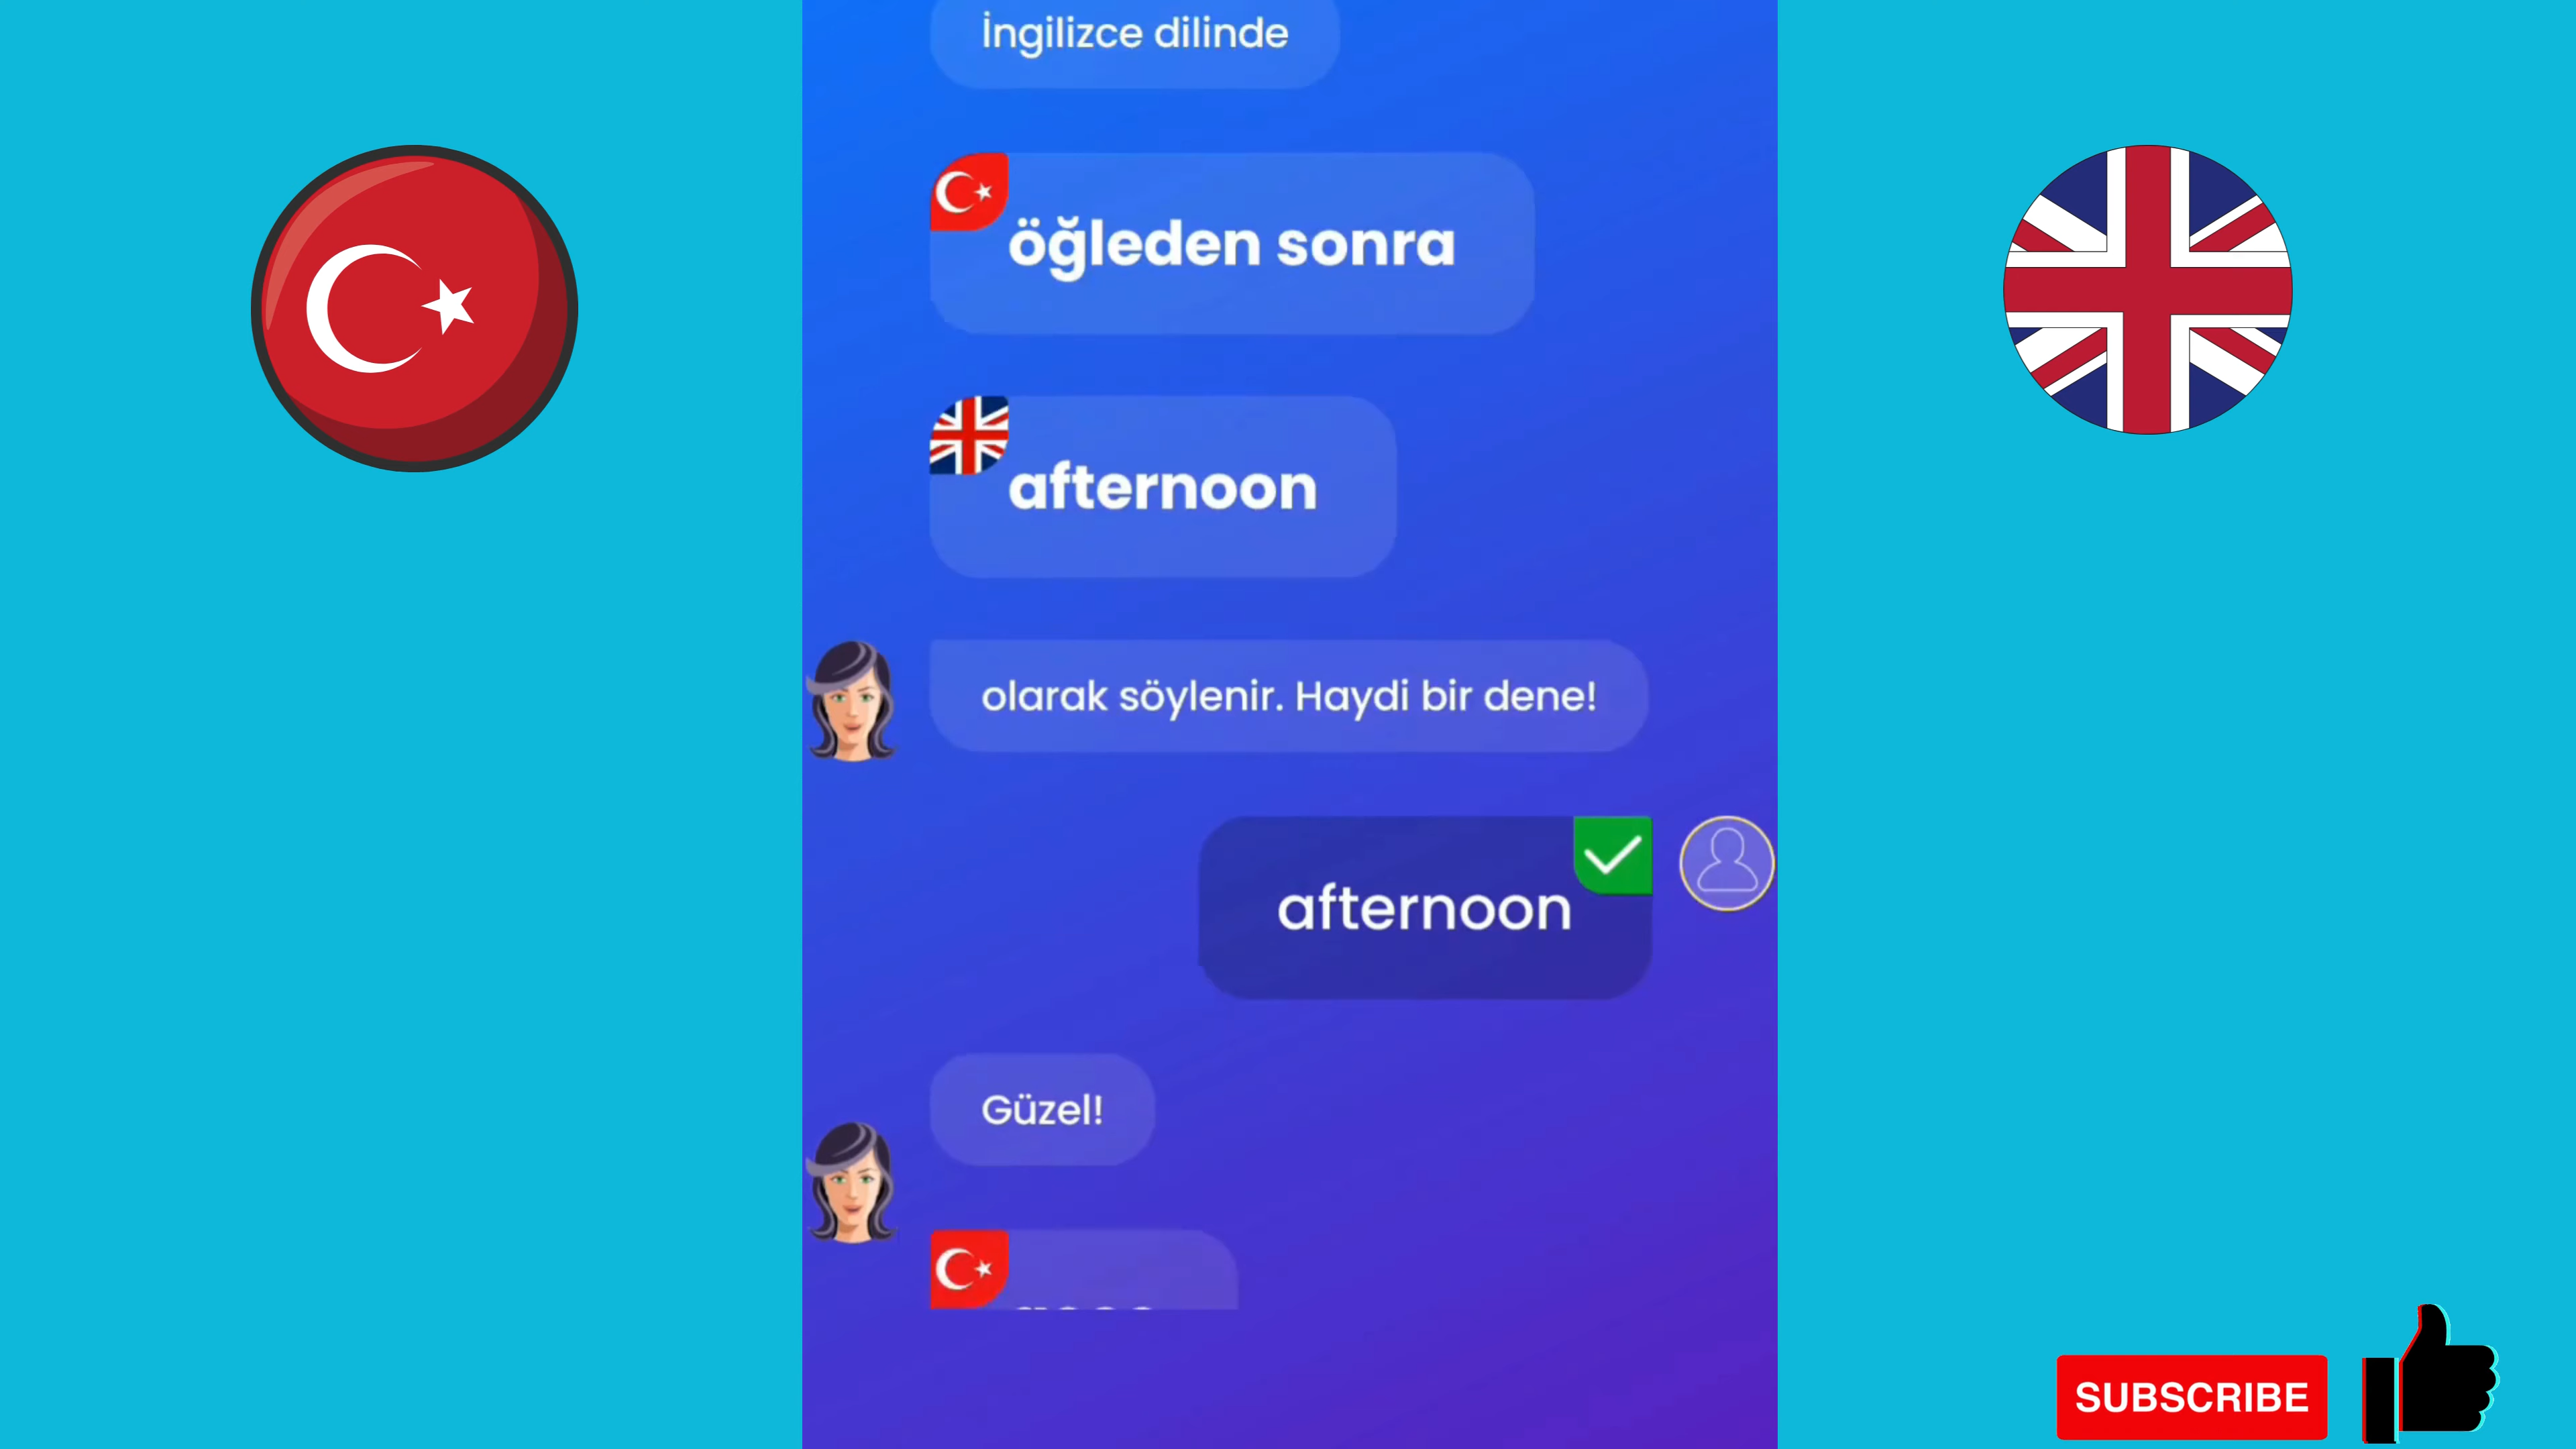 İngilizce dilinde
öğleden sonra
afternoon
olarak söylenir. Haydi bir dene!
afternoon
Güzel!
SUBSCRIBE